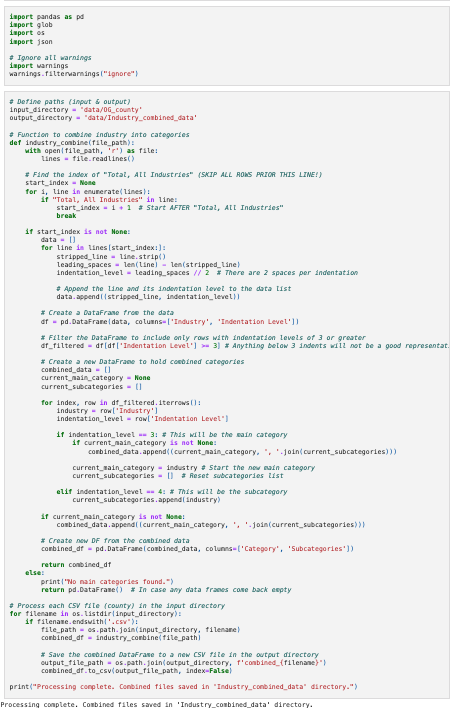 import pandas as pd
import glob
import os
import json

# Ignore all warnings
import warnings
warnings.filterwarnings("ignore")

# Define paths (input & output)
input_directory = 'data/OG_county'
output_directory = 'data/Industry_combined_data'

# Function to combine industry into categories
def industry_combine(file_path):
    with open(file_path, 'r') as file:
        lines = file.readlines()

    # Find the index of "Total, All Industries" (SKIP ALL ROWS PRIOR THIS LINE!)
    start_index = None
    for i, line in enumerate(lines):
        if "Total, All Industries" in line:
            start_index = i + 1  # Start AFTER "Total, All Industries"
            break

    if start_index is not None:
        data = []
        for line in lines[start_index:]:
            stripped_line = line.strip()
            leading_spaces = len(line) - len(stripped_line)
            indentation_level = leading_spaces // 2  # There are 2 spaces per indentation

            # Append the line and its indentation level to the data list
            data.append((stripped_line, indentation_level))

        # Create a DataFrame from the data
        df = pd.DataFrame(data, columns=['Industry', 'Indentation Level'])

        # Filter the DataFrame to include only rows with indentation levels of 3 or greater
        df_filtered = df[df['Indentation Level'] >= 3] # Anything below 3 indents will not be a good representat

        # Create a new DataFrame to hold combined categories
        combined_data = []
        current_main_category = None
        current_subcategories = []

        for index, row in df_filtered.iterrows():
            industry = row['Industry']
            indentation_level = row['Indentation Level']

            if indentation_level == 3: # This will be the main category
                if current_main_category is not None:
                    combined_data.append((current_main_category, ', '.join(current_subcategories)))

                current_main_category = industry # Start the new main category
                current_subcategories = []  # Reset subcategories list

            elif indentation_level == 4: # This will be the subcategory
                current_subcategories.append(industry)

        if current_main_category is not None:
            combined_data.append((current_main_category, ', '.join(current_subcategories)))

        # Create new DF from the combined data
        combined_df = pd.DataFrame(combined_data, columns=['Category', 'Subcategories'])

        return combined_df
    else:
        print("No main categories found.")
        return pd.DataFrame()  # In case any data frames come back empty

# Process each CSV file (county) in the input directory
for filename in os.listdir(input_directory):
    if filename.endswith('.csv'):
        file_path = os.path.join(input_directory, filename)
        combined_df = industry_combine(file_path)

        # Save the combined DataFrame to a new CSV file in the output directory
        output_file_path = os.path.join(output_directory, f'combined_{filename}')
        combined_df.to_csv(output_file_path, index=False)

print("Processing complete. Combined files saved in 'Industry_combined_data' directory.")

Processing complete. Combined files saved in 'Industry_combined_data' directory.